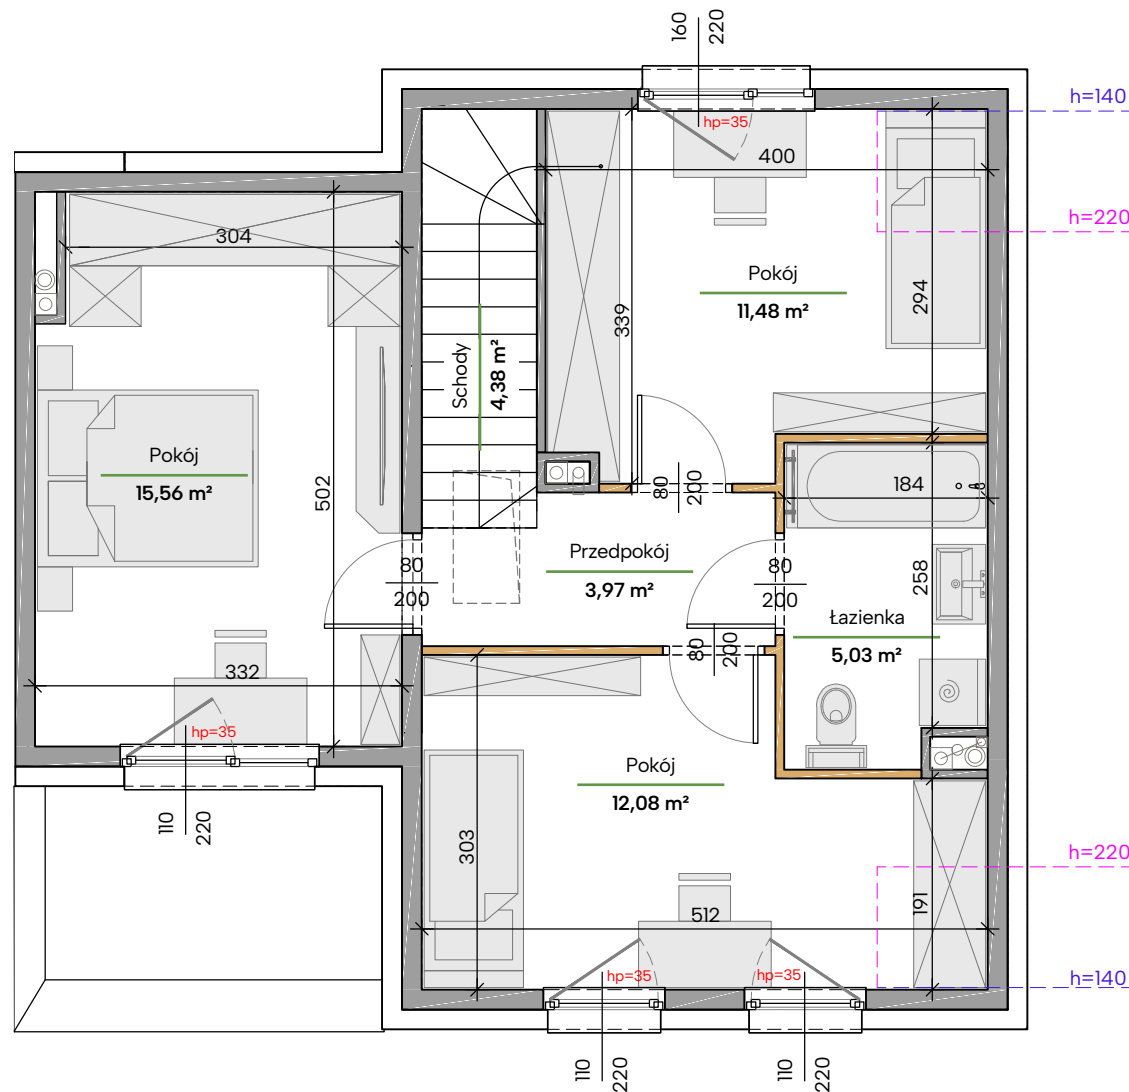 160
220
h=140
hp=35
400
h=220
304
Pokój
11,48 m²
294
339
Schody
4,38 m²
Pokój
15,56 m²
502
184
80
200
Przedpokój
3,97 m²
80
200
80
200
258
Łazienka
5,03 m²
80
200
332
hp=35
Pokój
12,08 m²
110
220
303
h=220
191
512
hp=35
hp=35
h=140
110
220
110
220